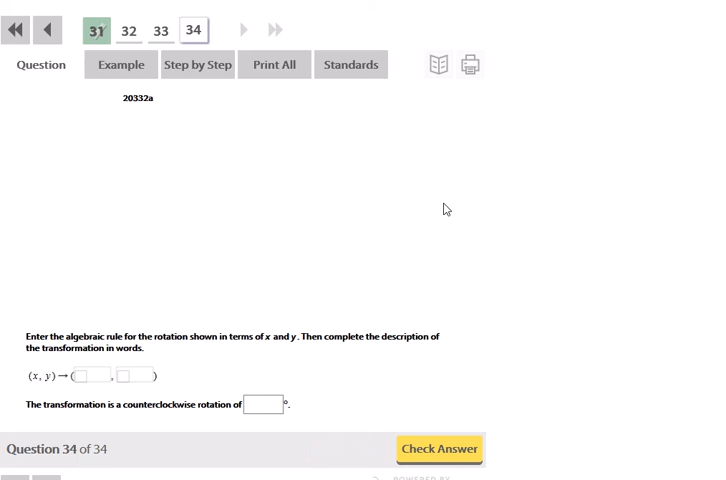 31 32 33 34
Question Example Step by Step Print All Standards
20332a
Enter the algebraic rule for the rotation shown in terms of x and y. Then complete the description of
the transformation in words.
(x, y)→( , )
The transformation is a counterclockwise rotation of °.
Question 34 of 34 Check Answer
POWERED BY